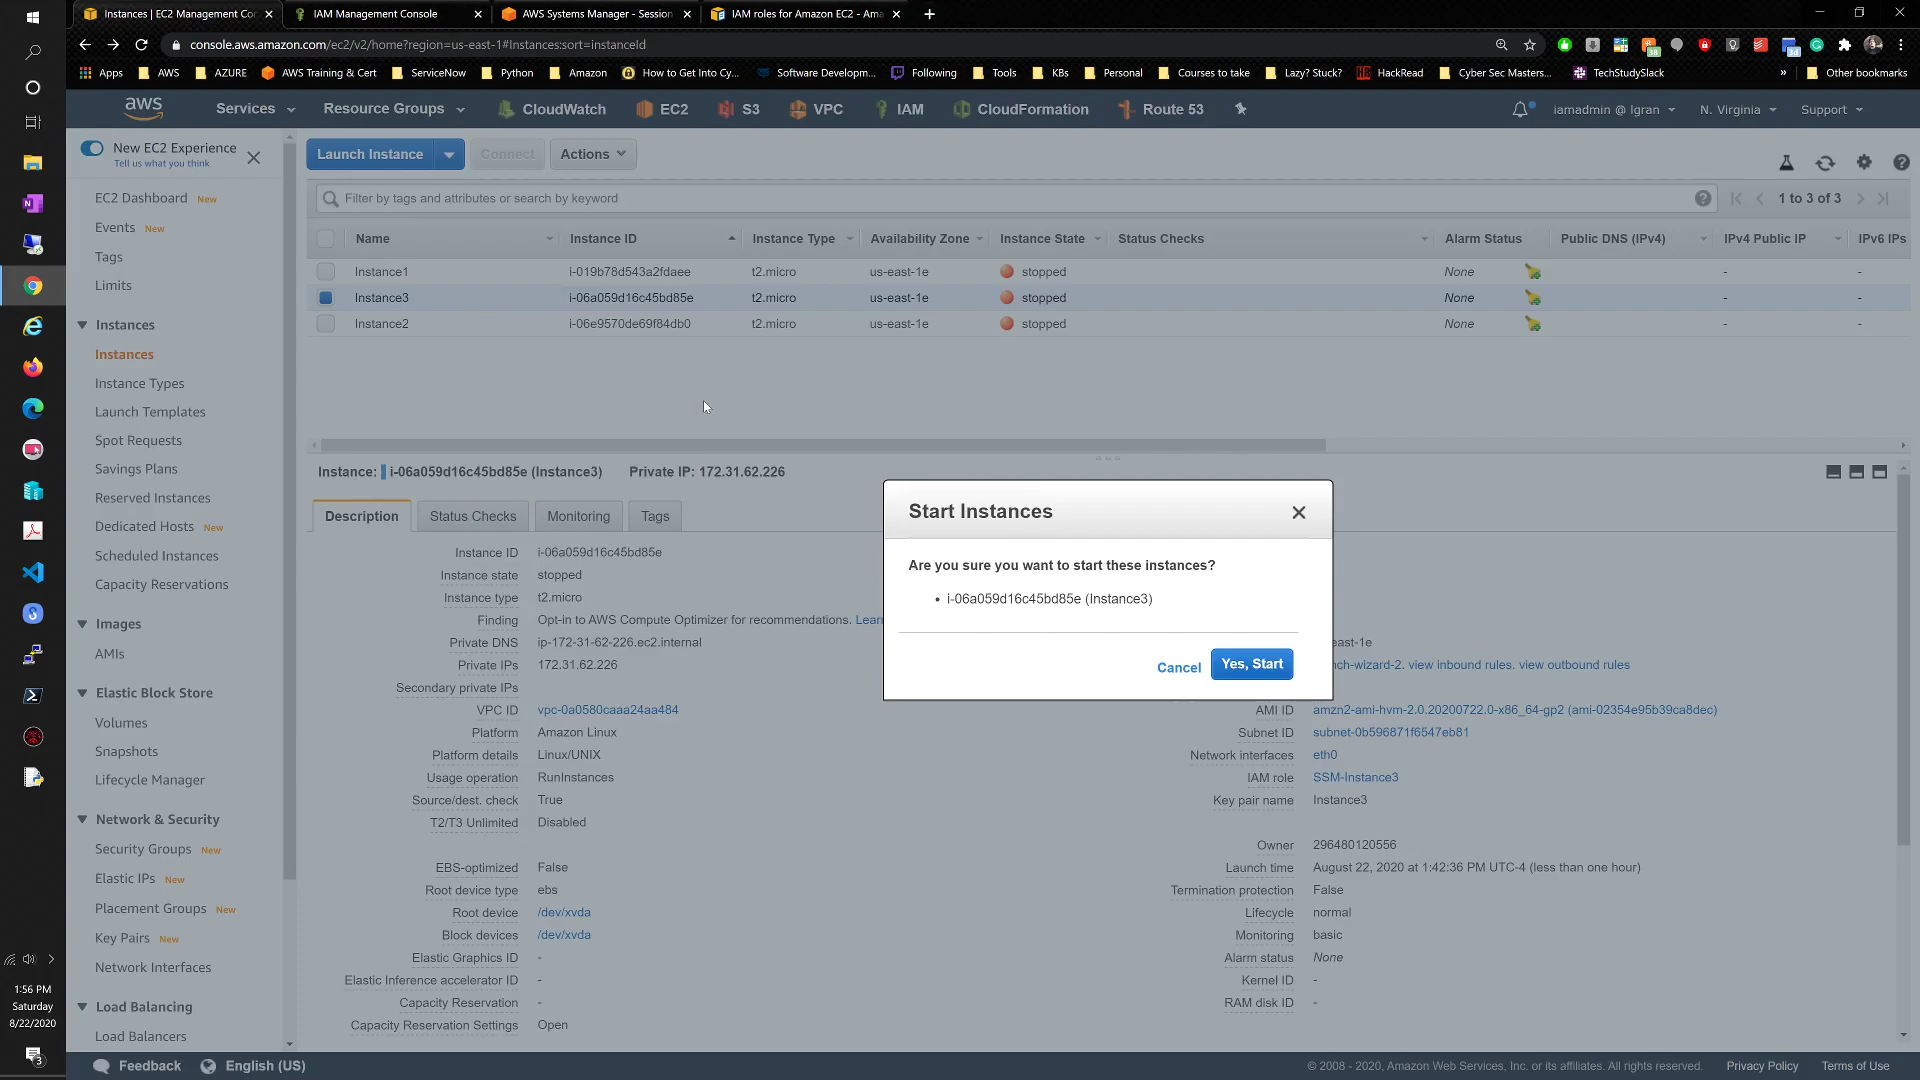 Instances | EC2 Management Con
IAM Management Console
AWS Systems Manager - Session
IAM roles for Amazon EC2 - Ama
console.aws.amazon.com/ec2/v2/home?region=us-east-1#Instances:sort=instanceId
Apps
AWS
AZURE
AWS Training & Cert
ServiceNow
Python
Amazon
How to Get Into Cy...
Software Developm...
Following
Tools
KBs
Personal
Courses to take
Lazy? Stuck?
HackRead
Cyber Sec Masters...
TechStudySlack
»
Other bookmarks
aws
Services
Resource Groups
CloudWatch
EC2
S3
VPC
IAM
CloudFormation
Route 53
iamadmin @ lgran
N. Virginia
Support
New EC2 Experience
Tell us what you think
EC2 Dashboard New
Events New
Tags
Limits
Instances
Instances
Instance Types
Launch Templates
Spot Requests
Savings Plans
Reserved Instances
Dedicated Hosts New
Scheduled Instances
Capacity Reservations
Images
AMIs
Elastic Block Store
Volumes
Snapshots
Lifecycle Manager
Network & Security
Security Groups New
Elastic IPs New
Placement Groups New
Key Pairs New
Network Interfaces
Load Balancing
Load Balancers
Launch Instance
Connect
Actions
Filter by tags and attributes or search by keyword
1 to 3 of 3
Name Instance ID Instance Type Availability Zone Instance State Status Checks Alarm Status Public DNS (IPv4) IPv4 Public IP IPv6 IPs
Instance1 i-019b78d543a2fdaee t2.micro us-east-1e stopped None - -
Instance3 i-06a059d16c45bd85e t2.micro us-east-1e stopped None - -
Instance2 i-06e9570de69f84db0 t2.micro us-east-1e stopped None - -
Instance: i-06a059d16c45bd85e (Instance3) Private IP: 172.31.62.226
Description
Status Checks
Monitoring
Tags
Instance ID i-06a059d16c45bd85e
Instance state stopped
Instance type t2.micro
Finding Opt-in to AWS Compute Optimizer for recommendations. Lear
Private DNS ip-172-31-62-226.ec2.internal
Private IPs 172.31.62.226
Secondary private IPs
VPC ID vpc-0a0580caaa24aa484
Platform Amazon Linux
Platform details Linux/UNIX
Usage operation RunInstances
Source/dest. check True
T2/T3 Unlimited Disabled
EBS-optimized False
Root device type ebs
Root device /dev/xvda
Block devices /dev/xvda
Elastic Graphics ID -
Elastic Inference accelerator ID -
Capacity Reservation -
Capacity Reservation Settings Open
Start Instances
Are you sure you want to start these instances?
• i-06a059d16c45bd85e (Instance3)
Cancel
Yes, Start
east-1e
nch-wizard-2. view inbound rules. view outbound rules
AMI ID amzn2-ami-hvm-2.0.20200722.0-x86_64-gp2 (ami-02354e95b39ca8dec)
Subnet ID subnet-0b596871f6547eb81
Network interfaces eth0
IAM role SSM-Instance3
Key pair name Instance3
Owner 296480120556
Launch time August 22, 2020 at 1:42:36 PM UTC-4 (less than one hour)
Termination protection False
Lifecycle normal
Monitoring basic
Alarm status None
Kernel ID -
RAM disk ID -
1:56 PM
Saturday
8/22/2020
3
Feedback
English (US)
© 2008 - 2020, Amazon Web Services, Inc. or its affiliates. All rights reserved.
Privacy Policy
Terms of Use